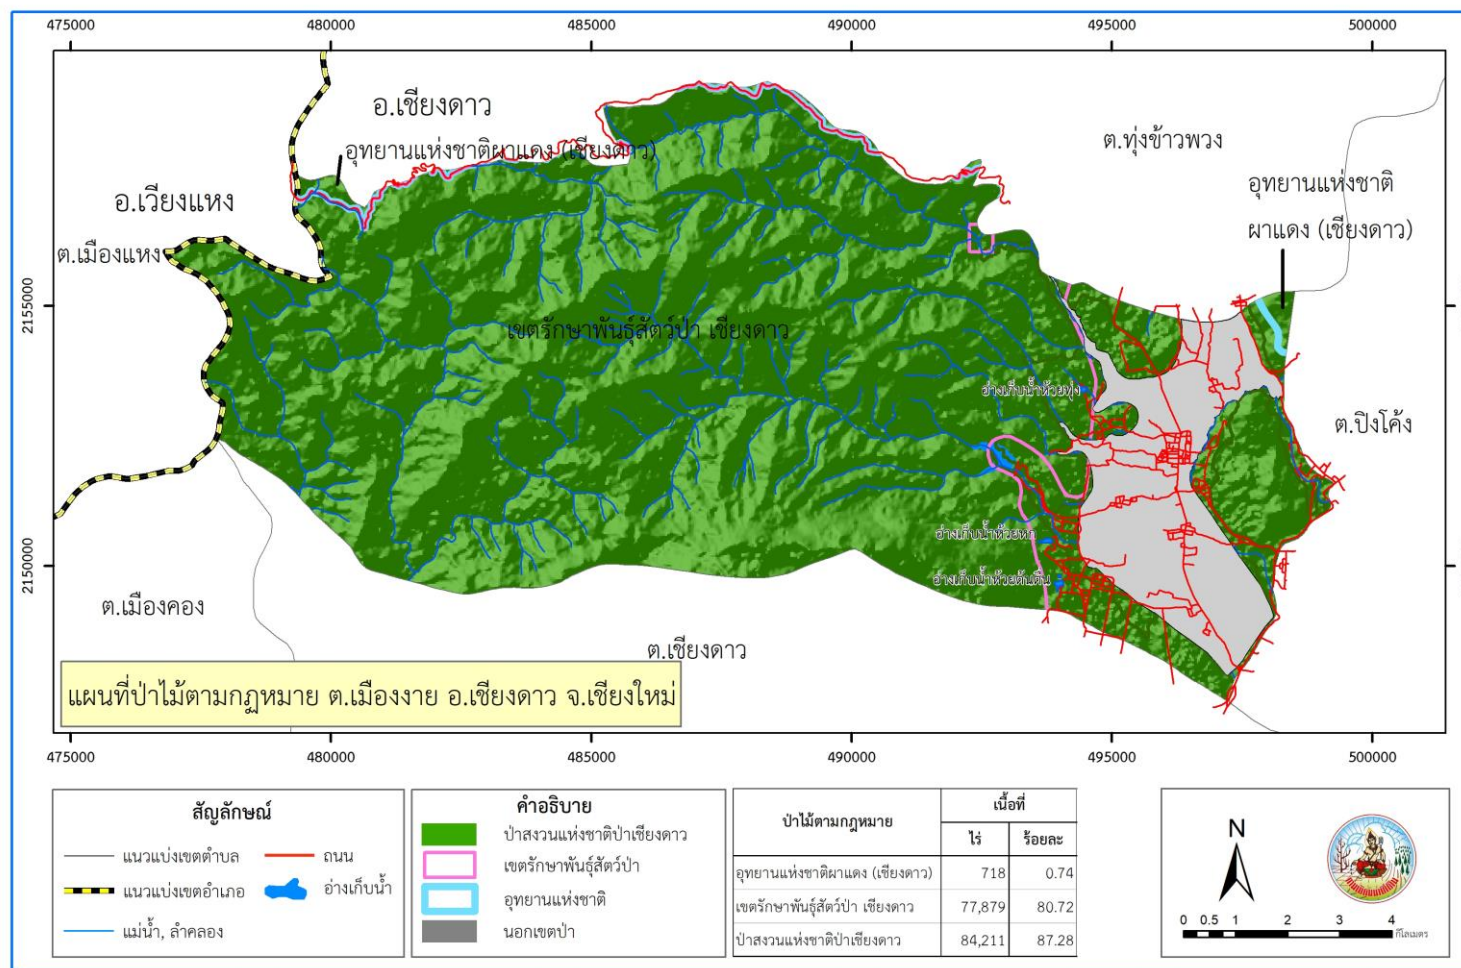 475000 480000 485000 490000 495000 500000
อ.เชียงดาว
อุทยานแห่งชาติผาแดง (เชียงดาว)
ต.ทุ่งข้าวพวง
อุทยานแห่งชาติ
ผาแดง (เชียงดาว)
อ.เวียงแหง
ต.เมืองแหง
2155000
เขตรักษาพันธุ์สัตว์ป่า เชียงดาว
อ่างเก็บน้ำห้วยทุ่ง
ต.ปิงโค้ง
อ่างเก็บน้ำห้วยหก
2150000
อ่างเก็บน้ำห้วยต้นตื่น
ต.เมืองคอง
ต.เชียงดาว
แผนที่ป่าไม้ตามกฎหมาย ต.เมืองงาย อ.เชียงดาว จ.เชียงใหม่
475000 480000 485000 490000 495000 500000
สัญลักษณ์
แนวแบ่งเขตตำบล
ถนน
แนวแบ่งเขตอำเภอ
อ่างเก็บน้ำ
แม่น้ำ, ลำคลอง
คำอธิบาย
ป่าสงวนแห่งชาติป่าเชียงดาว
เขตรักษาพันธุ์สัตว์ป่า
อุทยานแห่งชาติ
นอกเขตป่า
ป่าไม้ตามกฎหมาย เนื้อที่
ไร่ ร้อยละ
อุทยานแห่งชาติผาแดง (เชียงดาว) 718 0.74
เขตรักษาพันธุ์สัตว์ป่า เชียงดาว 77,879 80.72
ป่าสงวนแห่งชาติป่าเชียงดาว 84,211 87.28
N
0 0.5 1 2 3 4
กิโลเมตร